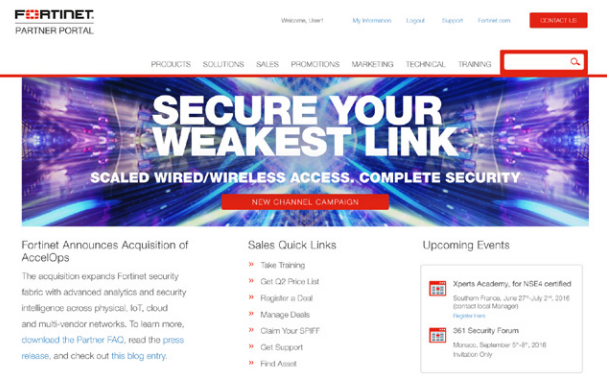 FORTINET
PARTNER PORTAL
Welcome, User!
My Information
Logout
Support
Fortinet.com
CONTACT US
PRODUCTS
SOLUTIONS
SALES
PROMOTIONS
MARKETING
TECHNICAL
TRAINING
SECURE YOUR
WEAKEST LINK
SCALED WIRED/WIRELESS ACCESS. COMPLETE SECURITY
NEW CHANNEL CAMPAIGN
Fortinet Announces Acquisition of
AccelOps
The acquisition expands Fortinet security
fabric with advanced analytics and security
intelligence across physical, IoT, cloud
and multi-vendor networks. To learn more,
download the Partner FAQ, read the press
release, and check out this blog entry.
Sales Quick Links
» Take Training
» Get Q2 Price List
» Register a Deal
» Manage Deals
» Claim Your SPIFF
» Get Support
» Find Asset
Upcoming Events
Xperts Academy, for NSE4 certified
Southern France, June 27th-July 2nd, 2016
(contact local Manager)
Register here
361 Security Forum
Monaco, September 5th-8th, 2016
Invitation Only